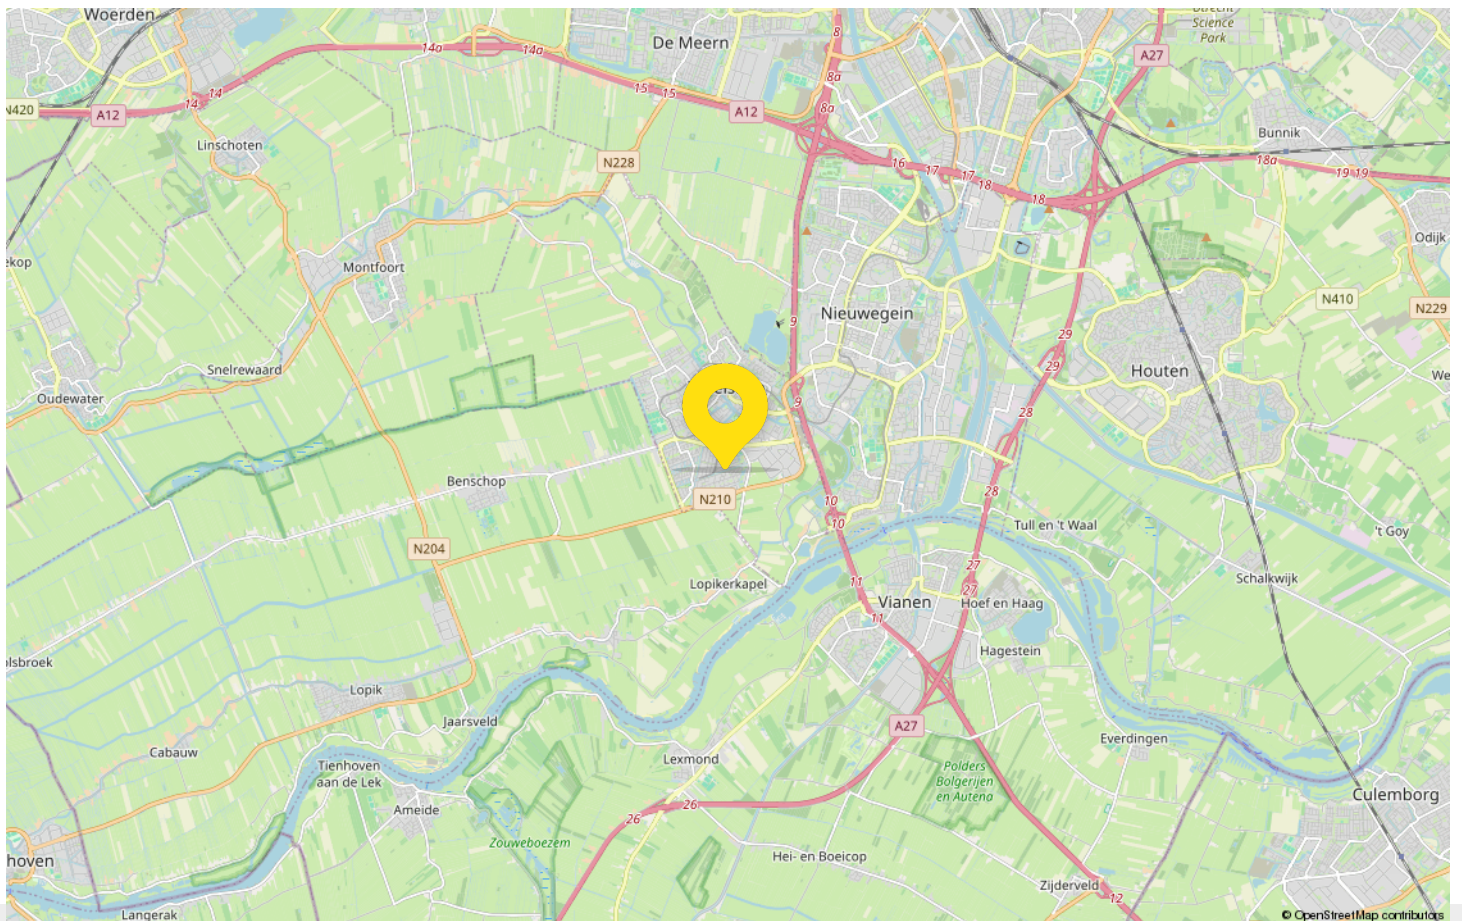 Woerden
De Meern
Utrecht
Science
Park
A27
8
14a
14a
8a
15
15
A12
8a
14
14
N420
A12
Bunnik
Linschoten
N228
16
17
17
18
18
18a
19
19
Odijk
Montfoort
N410
N229
Nieuwegein
9
29
29
Houten
Snelrewaard
Oudewater
9
28
Benschop
N210
10
10
28
Tull en 't Waal
't Goy
N204
27
Schalkwijk
Lopikerkapel
11
27
Vianen
Hoef en Haag
11
Hagestein
Lopik
Jaarsveld
A27
Everdingen
Cabauw
Lexmond
Tienhoven
aan de Lek
Polders
Bolgerijen
en Autena
Culemborg
Ameide
26
26
Zouweboezem
hoven
Hei- en Boeicop
Zijderveld
12
Langerak
© OpenStreetMap contributors